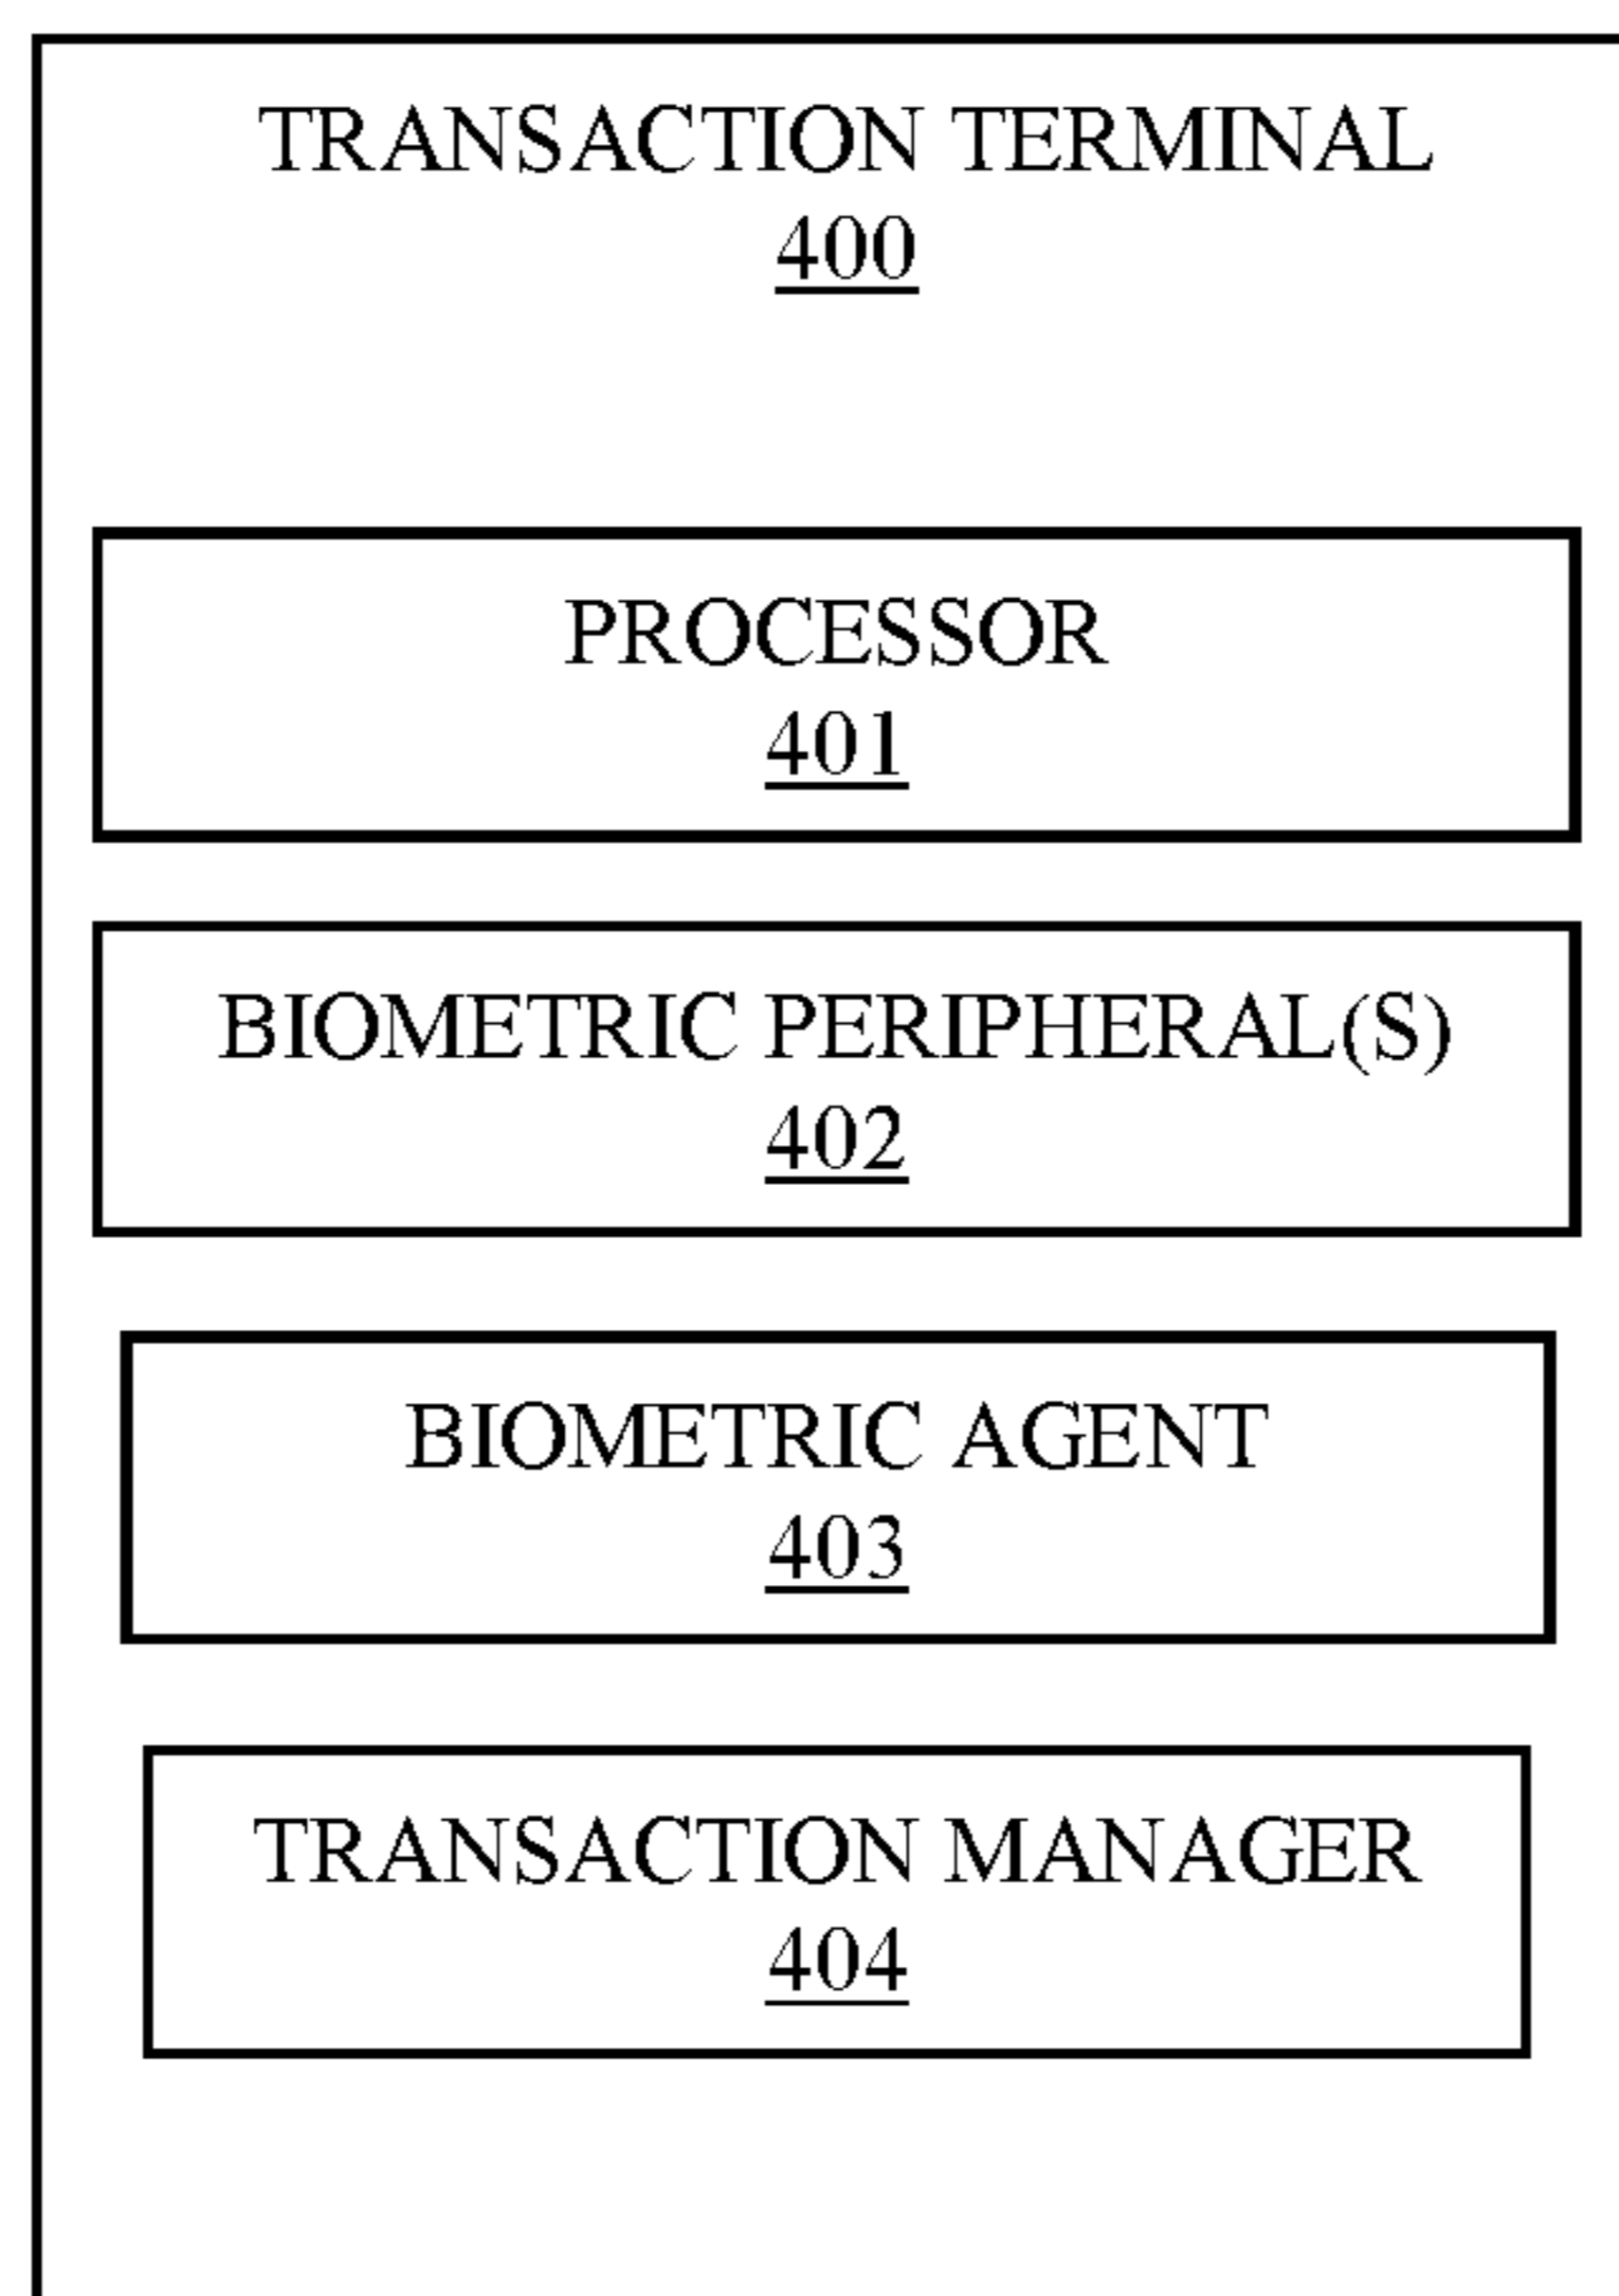 TRANSACTION TERMINAL
400
PROCESSOR
401
BIOMETRIC PERIPHERAL(S)
402
BIOMETRIC AGENT
403
TRANSACTION MANAGER
404